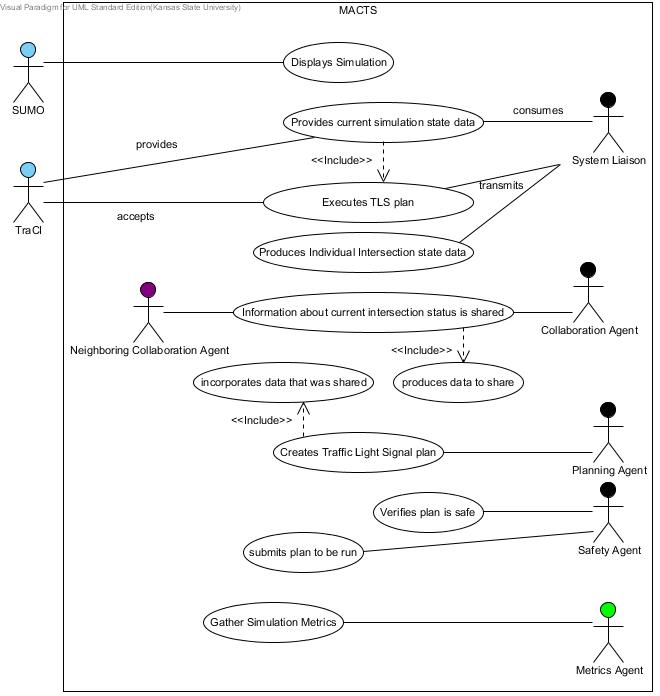 Visual Paradigm for UML Standard Edition(Kansas State University)
MACTS
Displays Simulation
SUMO
Provides current simulation state data
consumes
System Liaison
provides
<<Include>>
TraCI
accepts
Executes TLS plan
transmits
Produces Individual Intersection state data
Neighboring Collaboration Agent
Information about current intersection status is shared
Collaboration Agent
<<Include>>
incorporates data that was shared
produces data to share
<<Include>>
Creates Traffic Light Signal plan
Planning Agent
Verifies plan is safe
submits plan to be run
Safety Agent
Gather Simulation Metrics
Metrics Agent